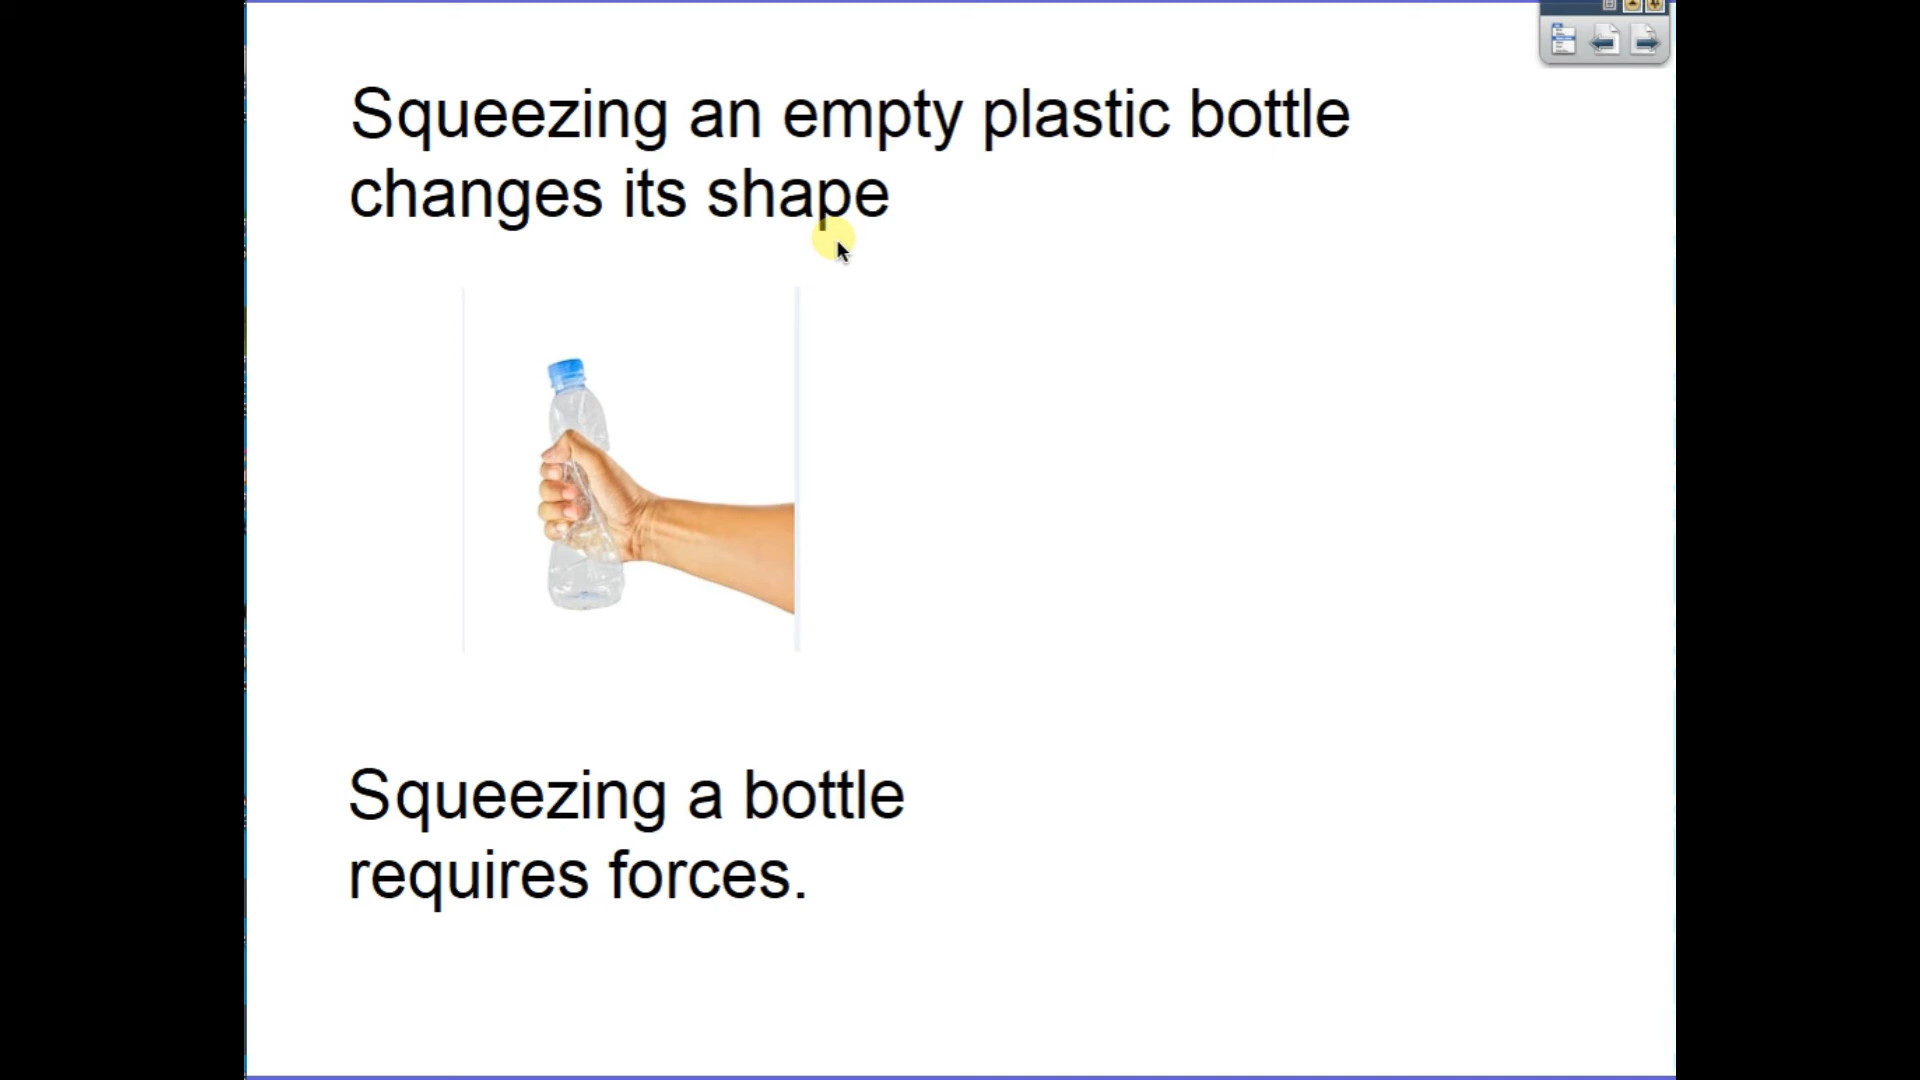 Squeezing an empty plastic bottle
changes its shape
Squeezing a bottle
requires forces.